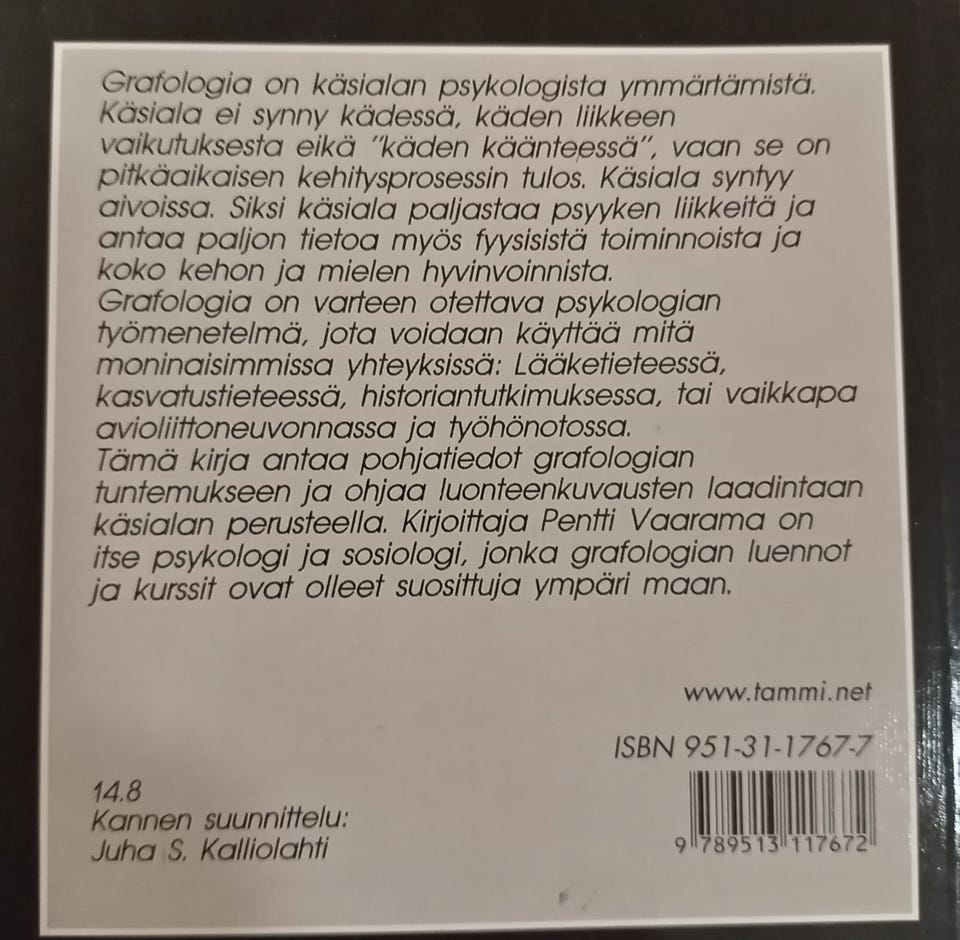 Grafologia on käsialan psykologista ymmärtämistä.
Käsiala ei synny kädessä, käden liikkeen
vaikutuksesta eikä "käden käänteessä", vaan se on
pitkäaikaisen kehitysprosessin tulos. Käsiala syntyy
aivoissa. Siksi käsiala paljastaa psyyken liikkeitä ja
antaa paljon tietoa myös fyysisistä toiminnoista ja
koko kehon ja mielen hyvinvoinnista.
Grafologia on varteen otettava psykologian
työmenetelmä, jota voidaan käyttää mitä
moninaisimmissa yhteyksissä: Lääketieteessä,
kasvatustieteessä, historiantutkimuksessa, tai vaikkapa
avioliittoneuvonnassa ja työhönotossa.
Tämä kirja antaa pohjatiedot grafologian
tuntemukseen ja ohjaa luonteenkuvausten laadintaan
käsialan perusteella. Kirjoittaja Pentti Vaarama on
itse psykologi ja sosiologi, jonka grafologian luennot
ja kurssit ovat olleet suosittuja ympäri maan.
www.tammi.net
ISBN 951-31-1767-7
14.8
Kannen suunnittelu:
Juha S. Kalliolahti
9 789513 117672